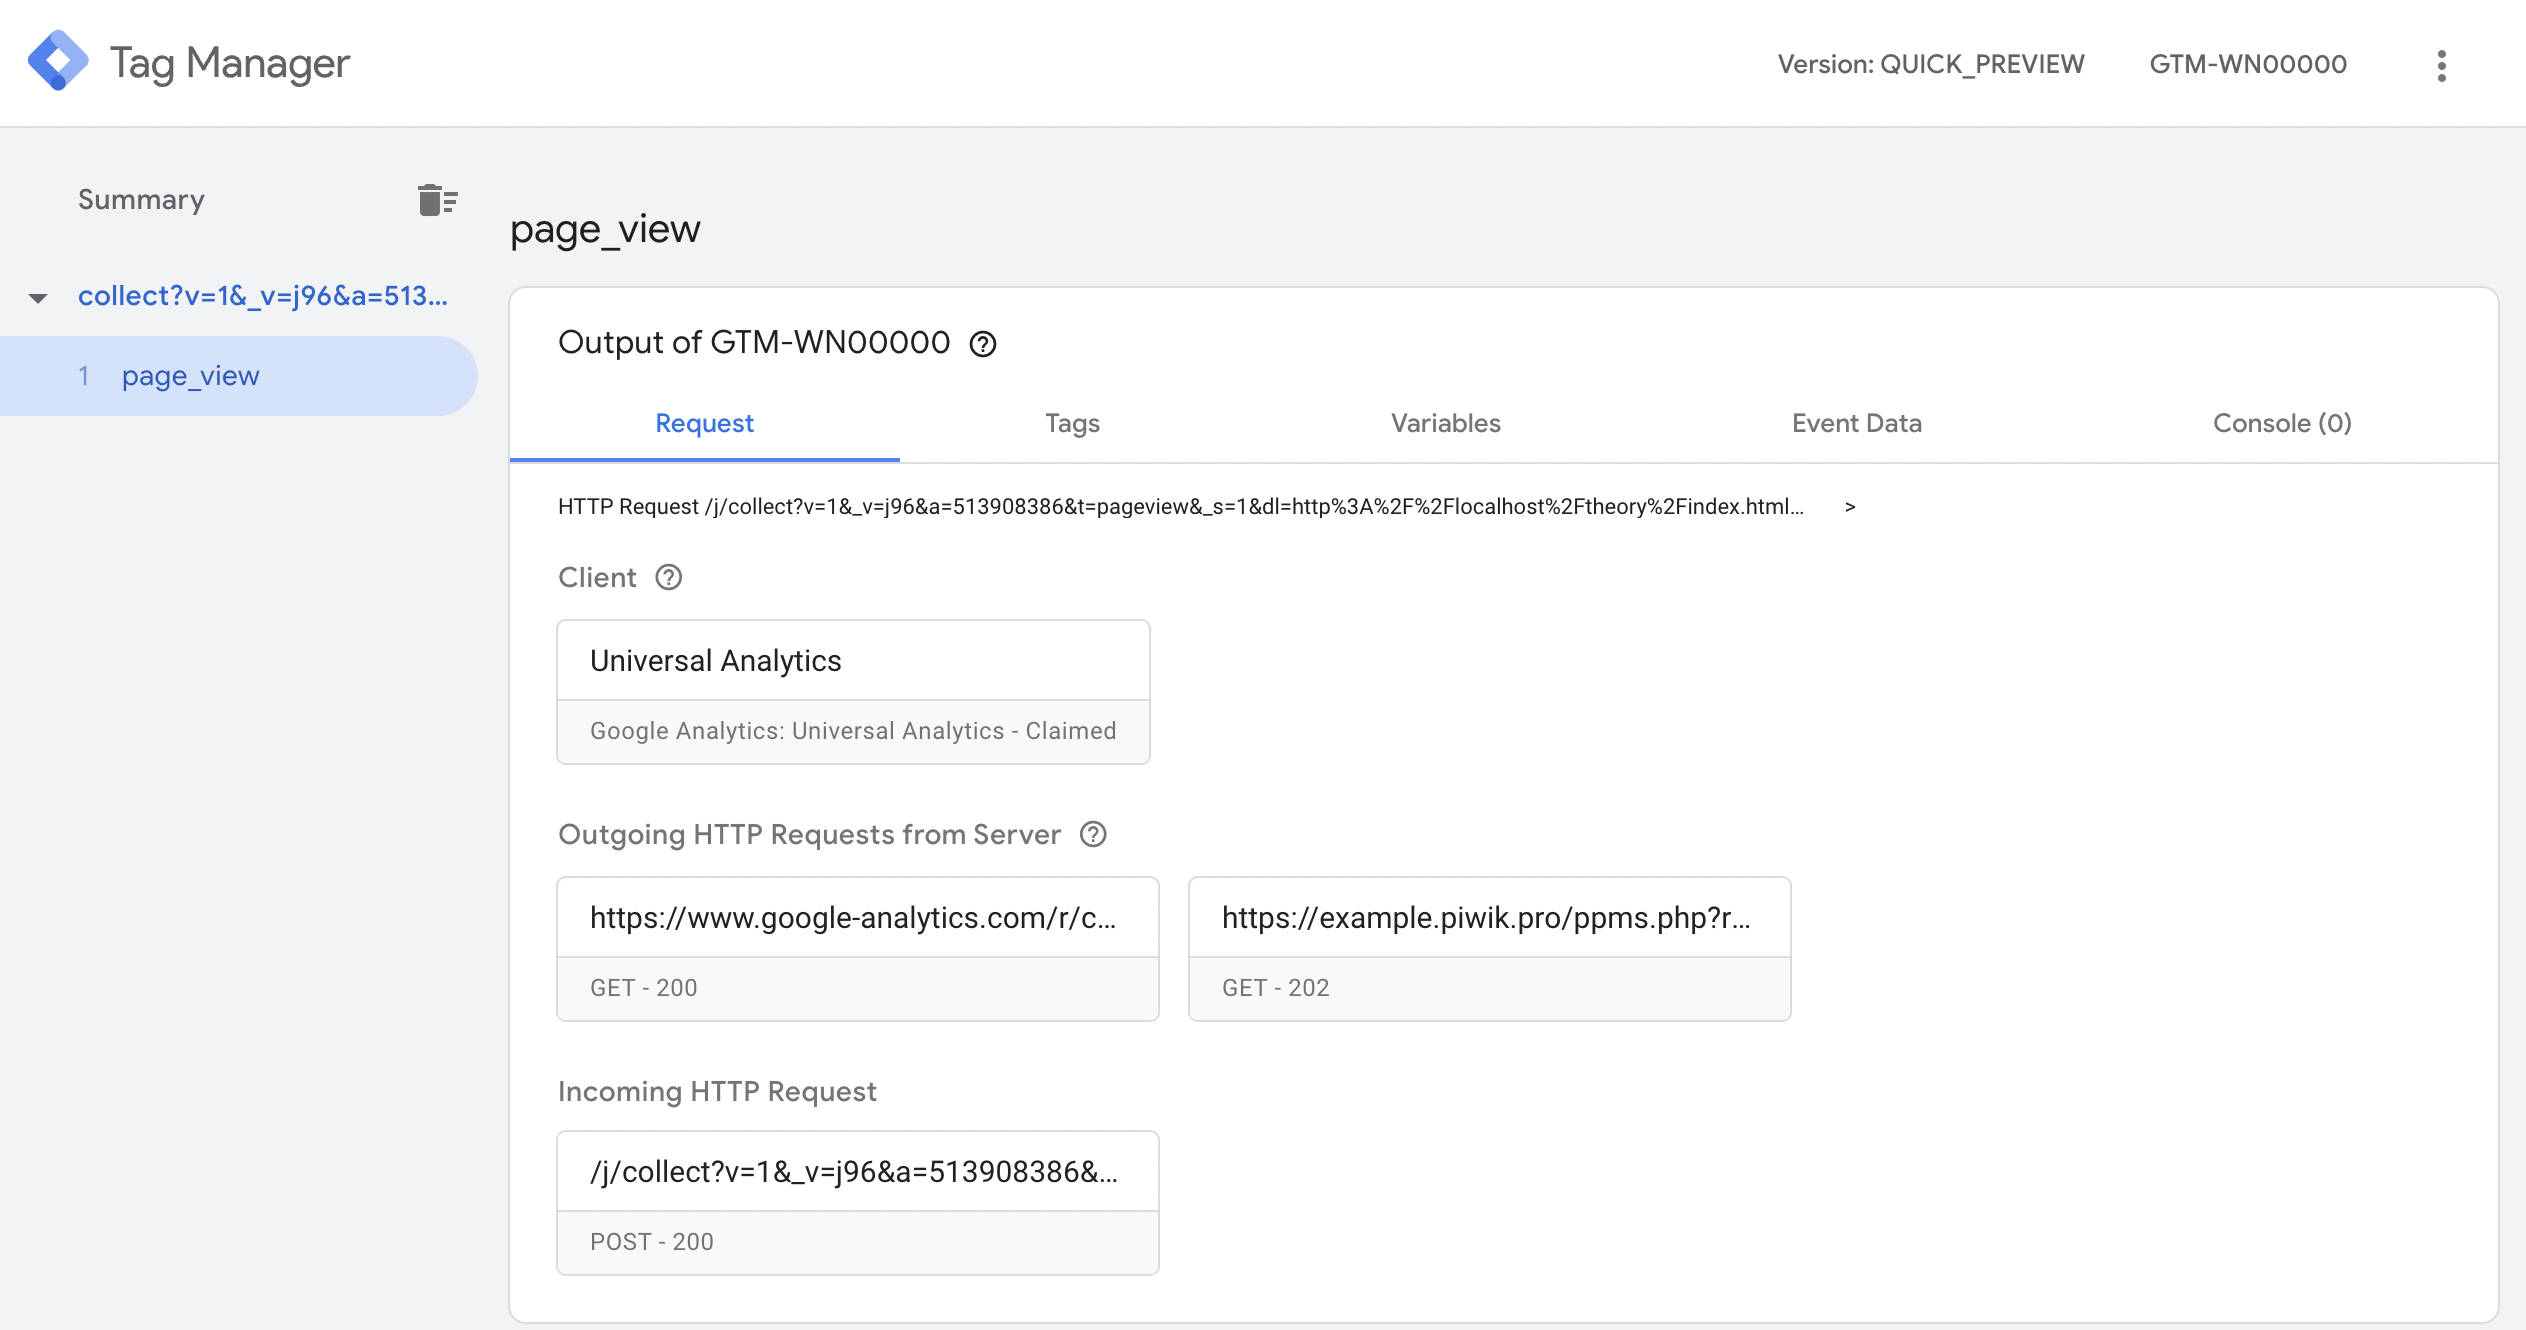 Tag Manager
Version: QUICK_PREVIEW
GTM-WN00000
Summary
collect?v=1&_v=j96&a=513...
1 page_view
page_view
Output of GTM-WN00000
Request
Tags
Variables
Event Data
Console (0)
HTTP Request /j/collect?v=1&_v=j96&a=513908386&t=pageview&_s=1&dl=http%3A%2F%2Flocalhost%2Ftheory%2Findex.html... >
Client
Universal Analytics
Google Analytics: Universal Analytics - Claimed
Outgoing HTTP Requests from Server
https://www.google-analytics.com/r/c...
GET - 200
https://example.piwik.pro/ppms.php?r...
GET - 202
Incoming HTTP Request
/j/collect?v=1&_v=j96&a=513908386&...
POST - 200